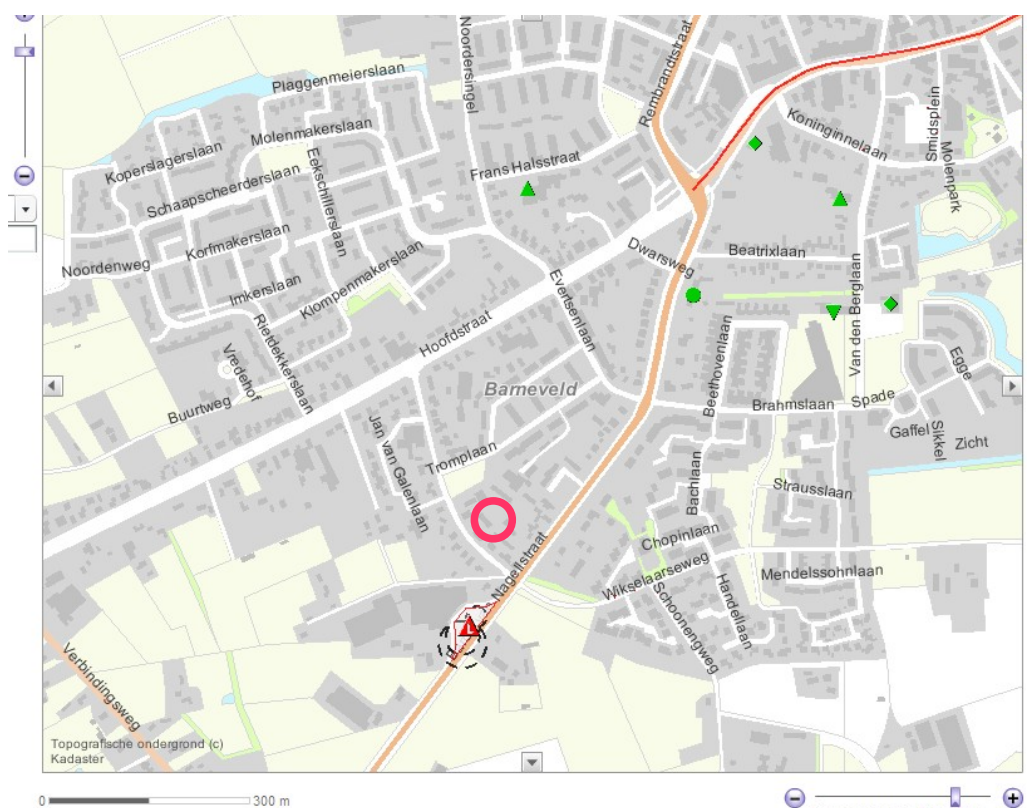 Noordersingel
Rembrandtstraat
Plaggenmeierslaan
Molenmakerslaan
Koperslagerslaan
Eekschillerslaan
Frans Halsstraat
Koninginnelaan
Smidsplein
Molenpark
Schaapscheerderslaan
Korfmakerslaan
Noordenweg
Klompenmakerslaan
Imkerslaan
Dwarsweg
Beatrixlaan
Van den Berglaan
Evertsenlaan
Hoofdstraat
Rietdekkerslaan
Vredehof
Beethovenlaan
Egge
Barneveld
Buurtweg
Brahmslaan
Spade
Gaffel
Sikkel
Zicht
Jan van Galenlaan
Tromplaan
Bachlaan
Strausslaan
Chopinlaan
Nagellstraat
Wikselaarseweg
Mendelssohnlaan
Handellaan
Schoonengweg
L
Verbindingsweg
Topografische ondergrond (c)
Kadaster
0 300 m